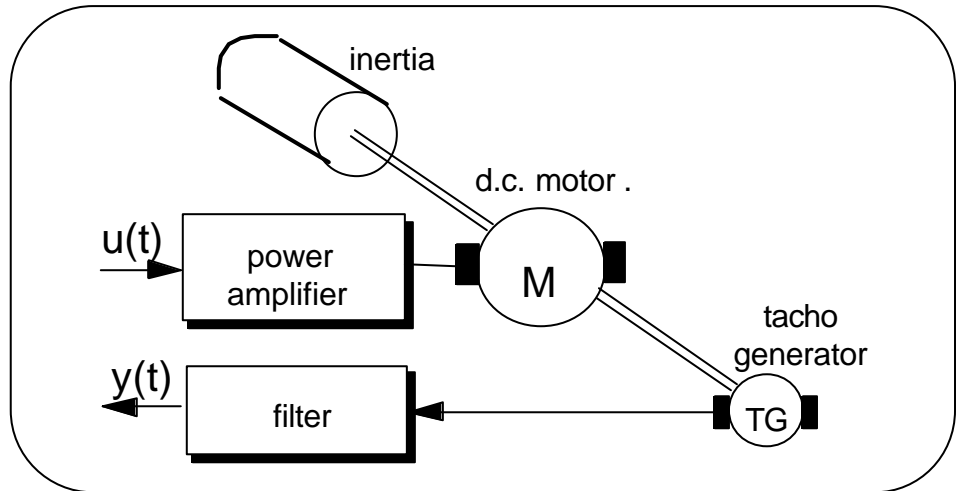 inertia
d.c. motor .
u(t)
power
amplifier
M
tacho
generator
y(t)
filter
TG